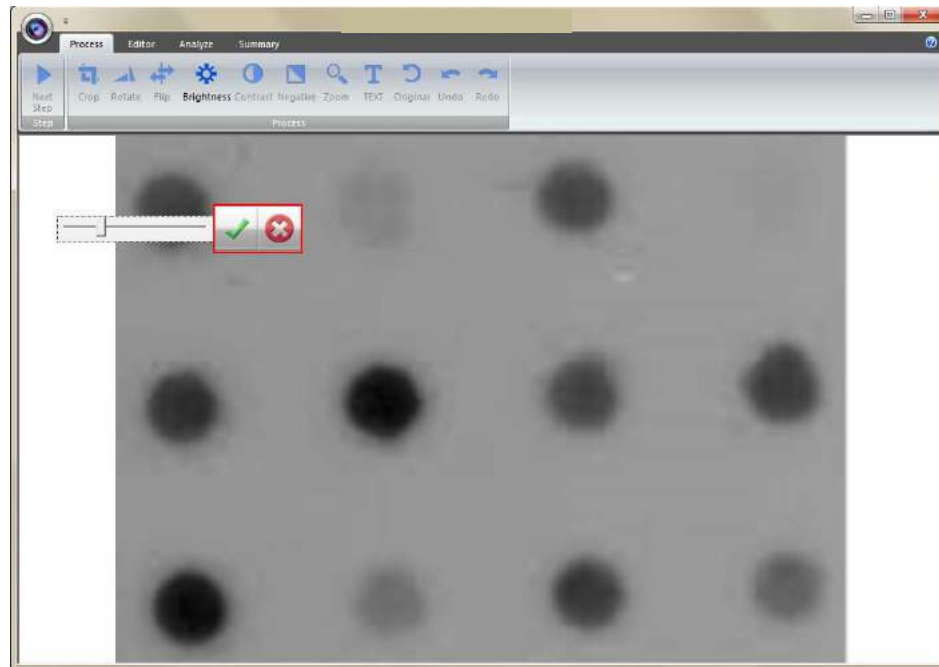 Process Editor Analyze Summary
Next Step Crop Rotate Flip Brightness Contrast Negative Zoom TEXT Original Undo Redo
Step Process